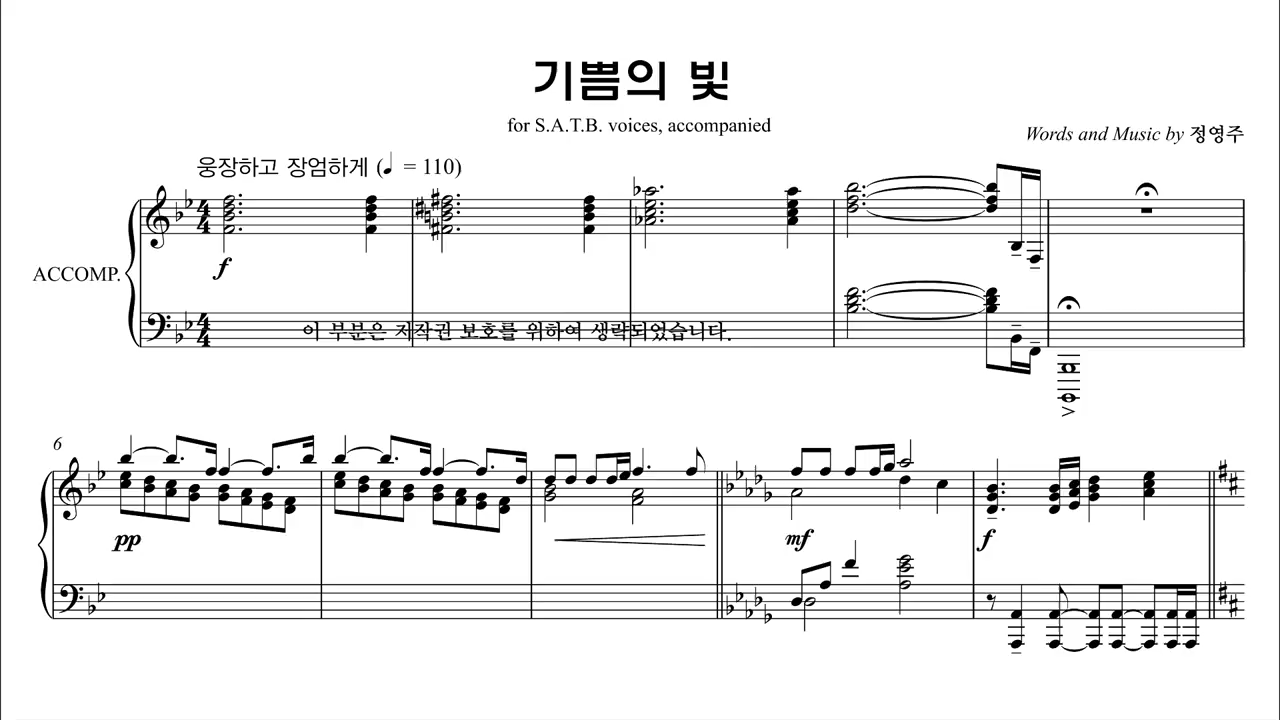 기쁨의 빛
for S.A.T.B. voices, accompanied
Words and Music by 정영주
웅장하고 장엄하게 (♩ = 110)
ACCOMP.
f
이 부분은 저작권 보호를 위하여 생략되었습니다.
6
pp
mf
f